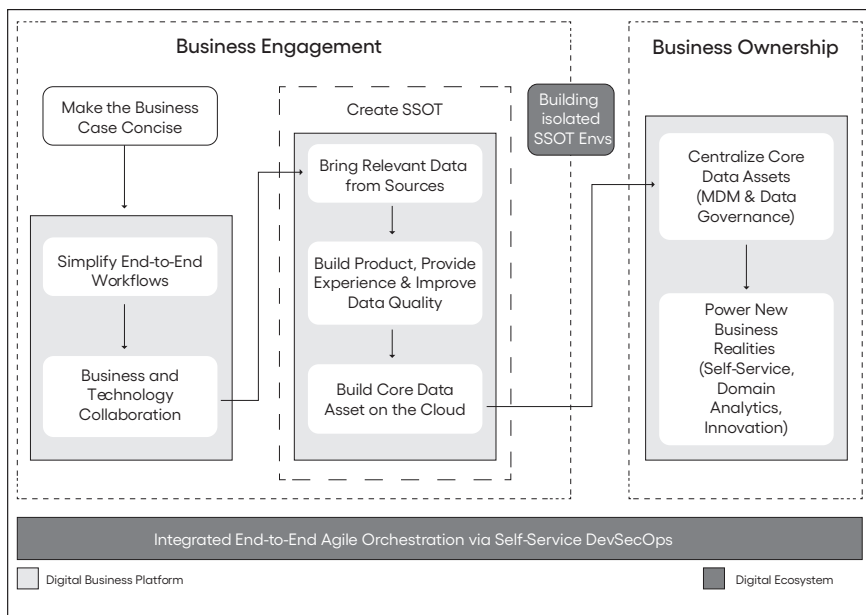 Business Engagement
Business Ownership
Make the Business
Case Concise
Create SSOT
Building
isolated
SSOT Envs
Simplify End-to-End
Workflows
Business and
Technology
Collaboration
Bring Relevant Data
from Sources
Build Product, Provide
Experience & Improve
Data Quality
Build Core Data
Asset on the Cloud
Centralize Core
Data Assets
(MDM & Data
Governance)
Power New
Business
Realities
(Self-Service,
Domain
Analytics,
Innovation)
Integrated End-to-End Agile Orchestration via Self-Service DevSecOps
Digital Business Platform
Digital Ecosystem